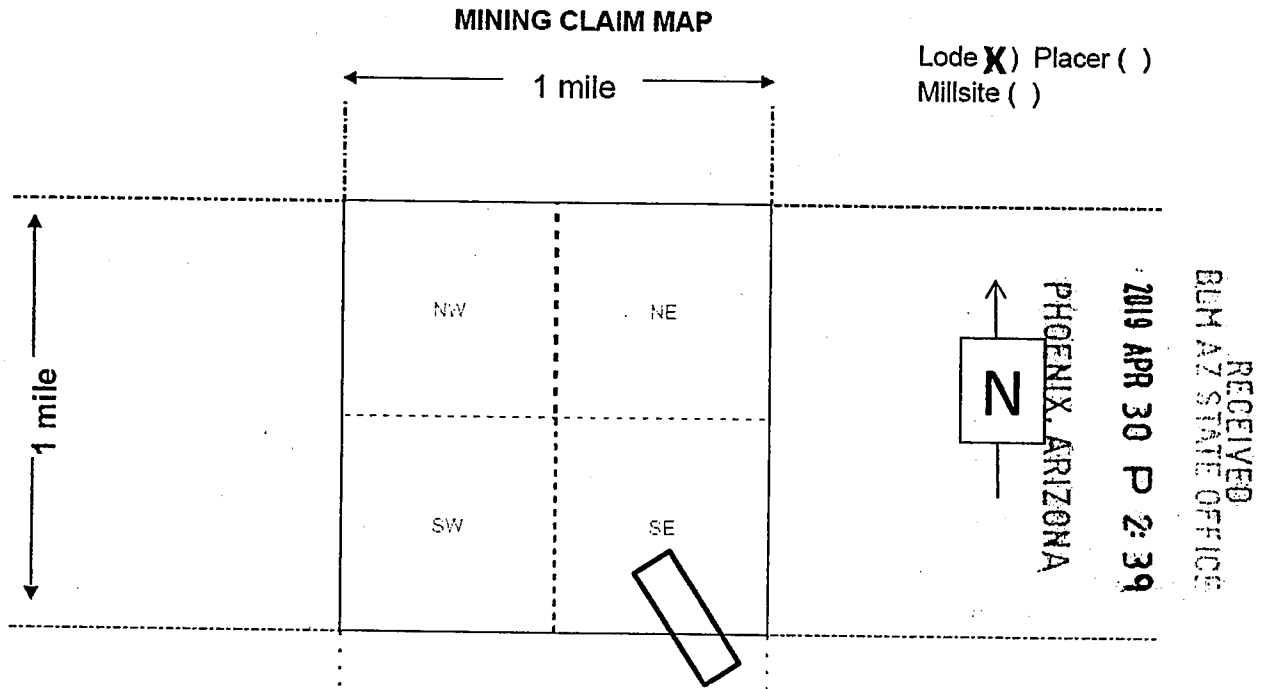 MINING CLAIM MAP
Lode X) Placer ( )
Millsite ( )
1 mile
1 mile
NW
NE
SW
SE
N
RECEIVED
BLM AZ STATE OFFICE
2019 APR 30 P 2:39
PHOENIX, ARIZONA